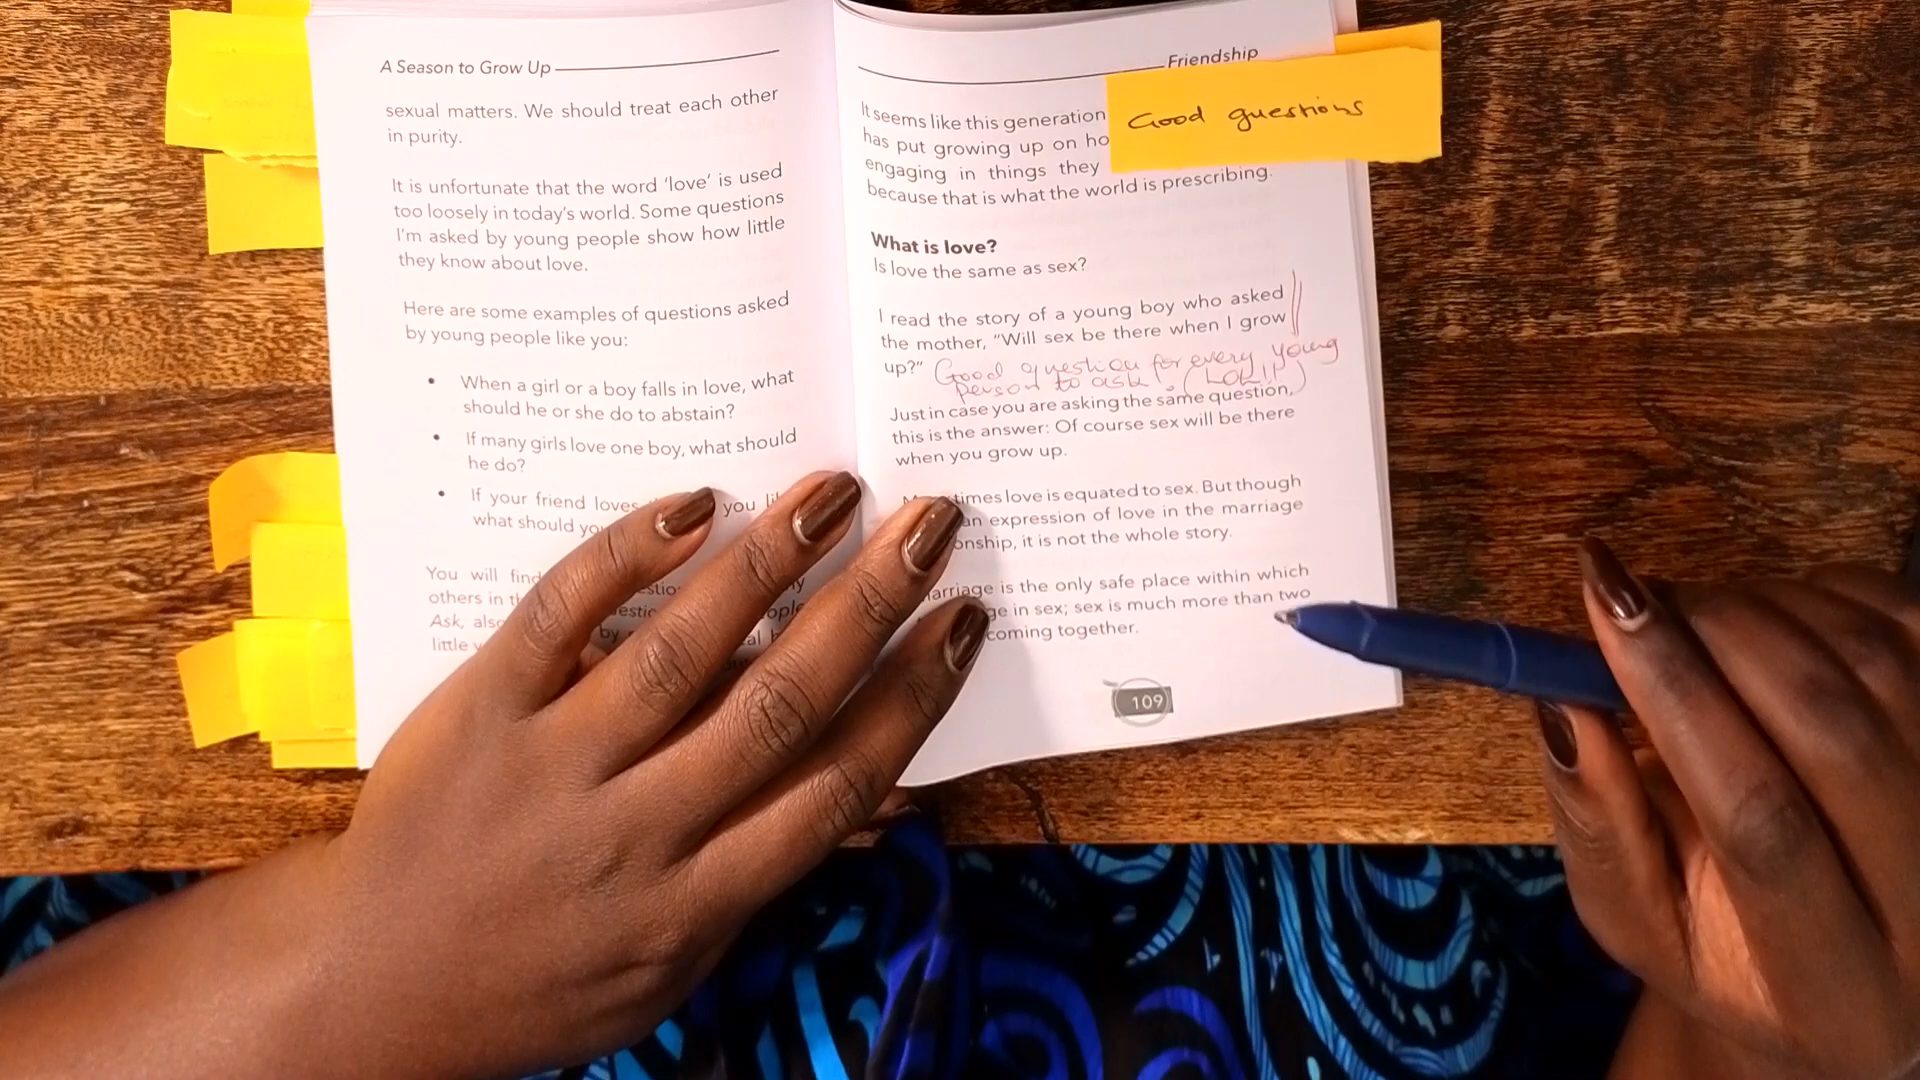 A Season to Grow Up
sexual matters. We should treat each other
in purity.
It is unfortunate that the word ‘love’ is used
too loosely in today’s world. Some questions
I’m asked by young people show how little
they know about love.
Here are some examples of questions asked
by young people like you:
• When a girl or a boy falls in love, what
should he or she do to abstain?
• If many girls love one boy, what should
he do?
• If your friend loves you
what should
You will find
others in
Ask, also
little
by
Friendship
Good questions
It seems like this generation
has put growing up on
engaging in things they
because that is what the world is prescribing.
What is love?
Is love the same as sex?
I read the story of a young boy who asked
the mother, “Will sex be there when I grow
up?”
Good question for every young
person to ask. (LOL!!)
Just in case you are asking the same question,
this is the answer: Of course sex will be there
when you grow up.
times love is equated to sex. But though
an expression of love in the marriage
it is not the whole story.
is the only safe place within which
in sex; sex is much more than two
coming together.
109